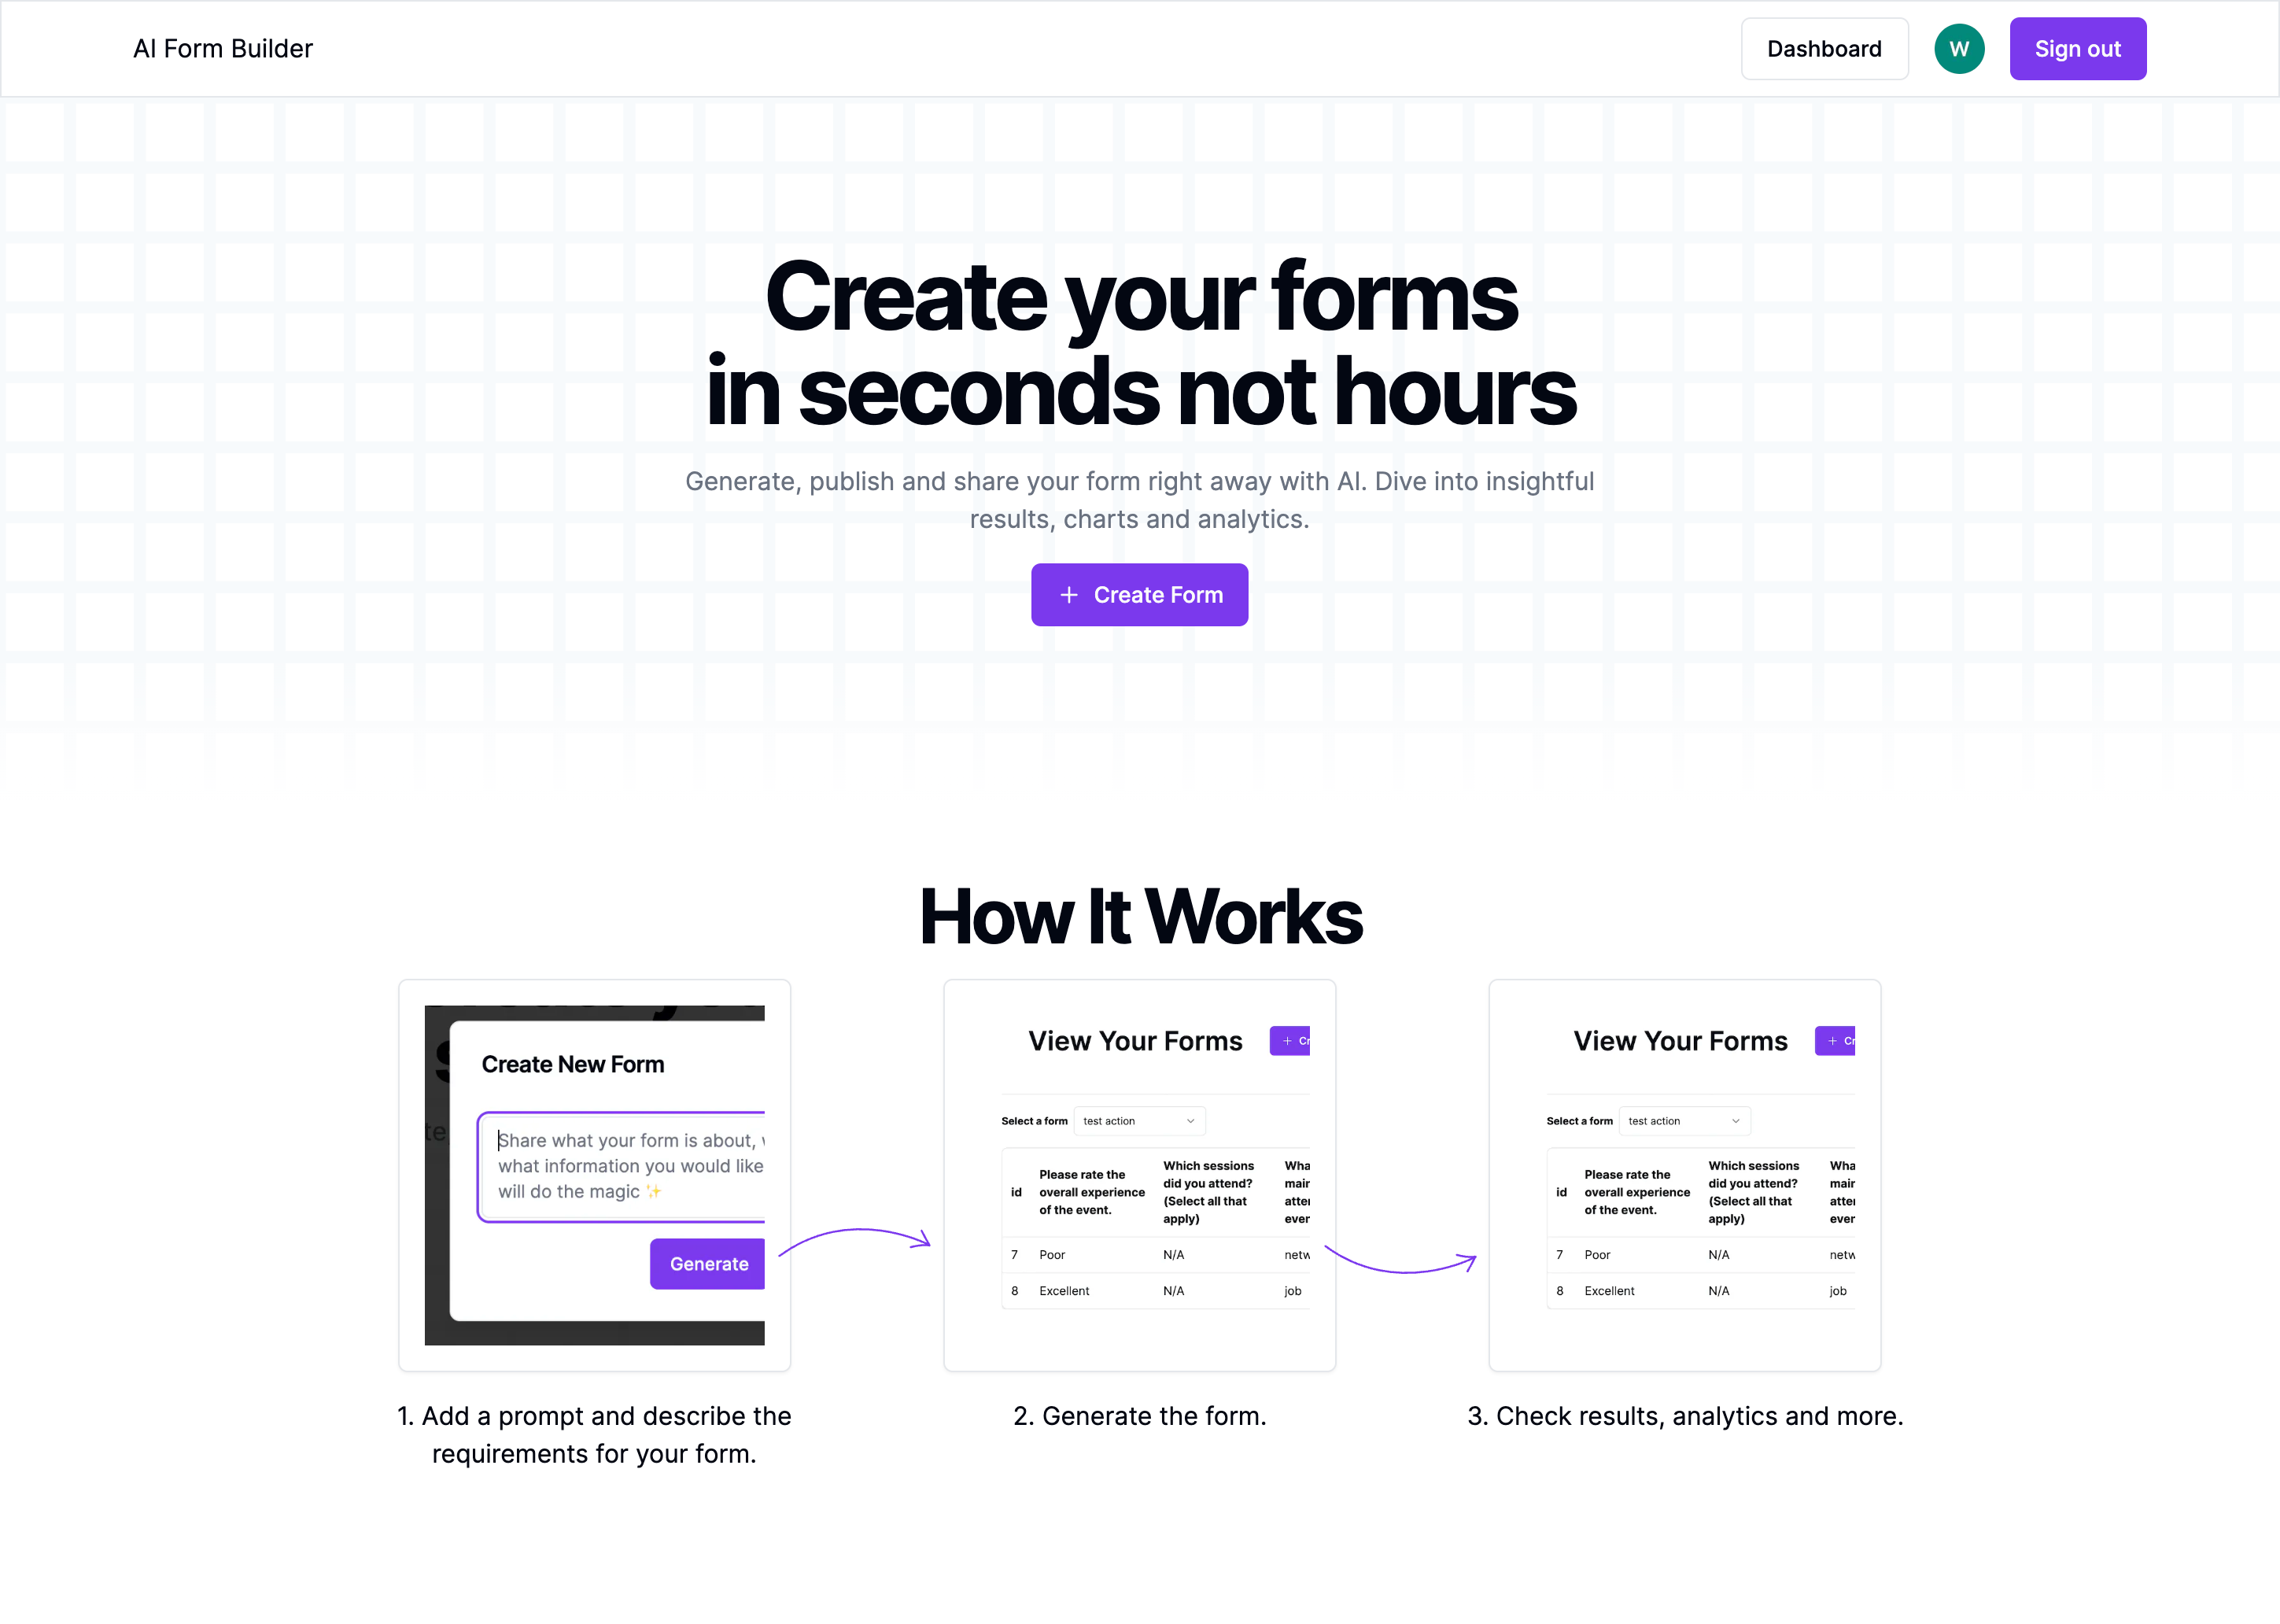 AI Form Builder
Dashboard
W
Sign out
Create your forms
in seconds not hours
Generate, publish and share your form right away with AI. Dive into insightful
results, charts and analytics.
+ Create Form
How It Works
Create New Form
Share what your form is about,
what information you would like
will do the magic ✨
Generate
1. Add a prompt and describe the
requirements for your form.
View Your Forms
+ Cr
Select a form test action
id
Please rate the
overall experience
of the event.
Which sessions
did you attend?
(Select all that
apply)
Wha
mair
atter
ever
7 Poor N/A netw
8 Excellent N/A job
2. Generate the form.
View Your Forms
+ Cr
Select a form test action
id
Please rate the
overall experience
of the event.
Which sessions
did you attend?
(Select all that
apply)
Wha
mair
atter
ever
7 Poor N/A netw
8 Excellent N/A job
3. Check results, analytics and more.